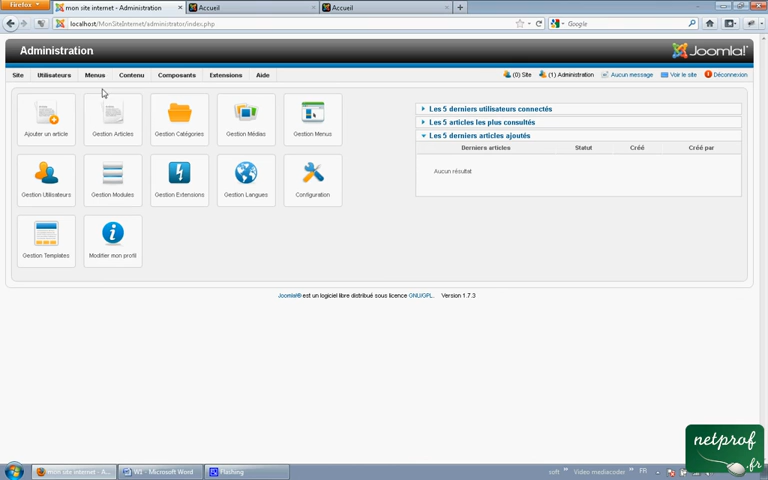 Firefox
mon site internet - Administration
Accueil
Accueil
localhost/MonSiteInternet/administrator/index.php
Google
Administration
Joomla!
Site Utilisateurs Menus Contenu Composants Extensions Aide
(0) Site (1) Administration Aucun message Voir le site Déconnexion
Ajouter un article
Gestion Articles
Gestion Catégories
Gestion Médias
Gestion Menus
Gestion Utilisateurs
Gestion Modules
Gestion Extensions
Gestion Langues
Configuration
Gestion Templates
Modifier mon profil
Les 5 derniers utilisateurs connectés
Les 5 articles les plus consultés
Les 5 derniers articles ajoutés
Derniers articles Statut Créé Créé par
Aucun résultat
Joomla!® est un logiciel libre distribué sous licence GNU/GPL. Version 1.7.3
netprof
.fr
mon site internet - A...
W1 - Microsoft Word
Flashing
soft
Video mediacoder
FR